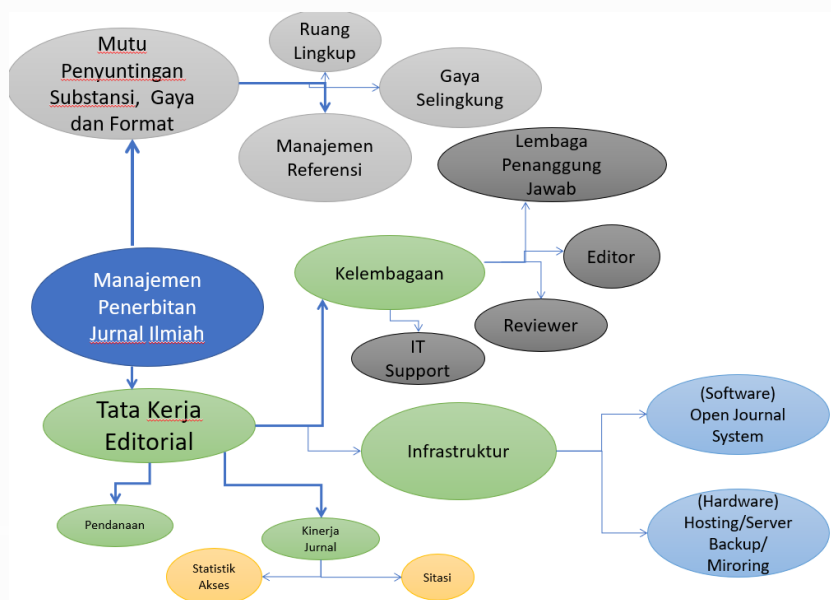 Mutu
Penyuntingan
Substansi, Gaya
dan Format
Ruang
Lingkup
Gaya
Selingkung
Manajemen
Referensi
Lembaga
Penanggung
Jawab
Manajemen
Penerbitan
Jurnal Ilmiah
Kelembagaan
Editor
Reviewer
IT
Support
Tata Kerja
Editorial
Infrastruktur
(Software)
Open Journal
System
(Hardware)
Hosting/Server
Backup/
Miroring
Pendanaan
Kinerja
Jurnal
Statistik
Akses
Sitasi